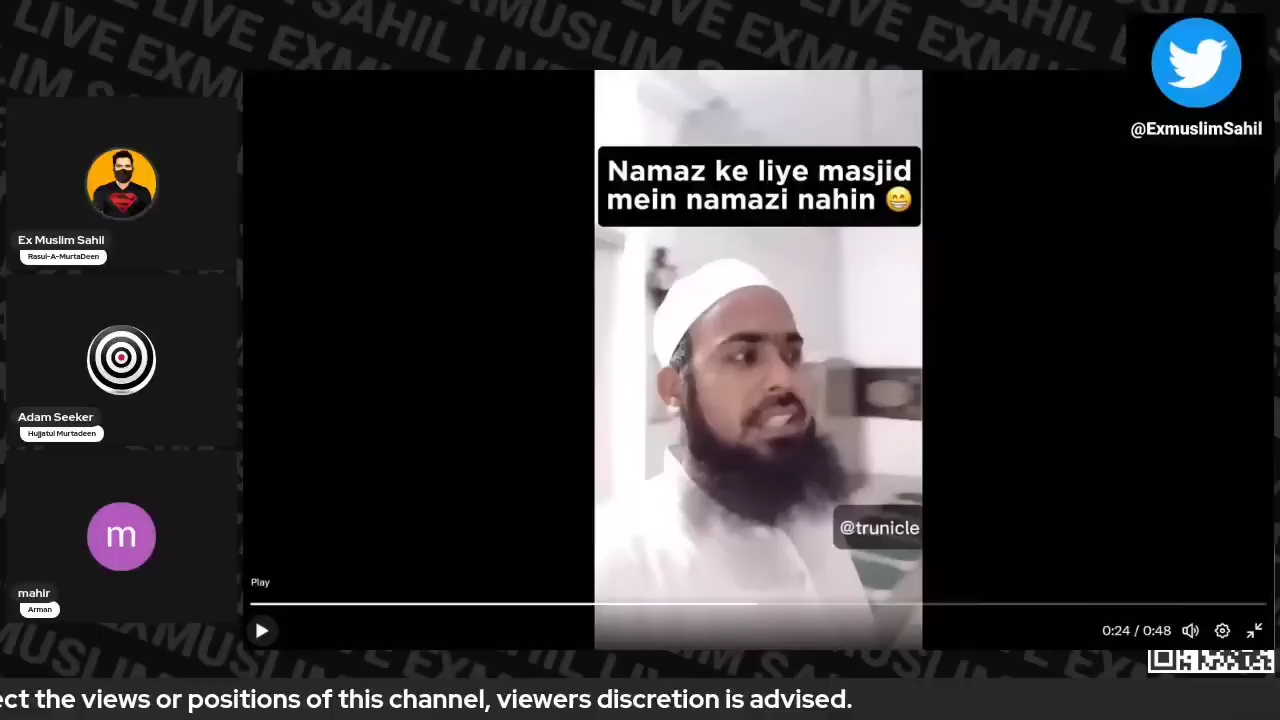 @ExmuslimSahil
Namaz ke liye masjid
mein namazi nahin 😁
Ex Muslim Sahil
Rasul-A-MurtaDeen
Adam Seeker
Hujjatul Murtadeen
@trunicle
m
mahir
Arman
Play
0:24 / 0:48
ect the views or positions of this channel, viewers discretion is advised.